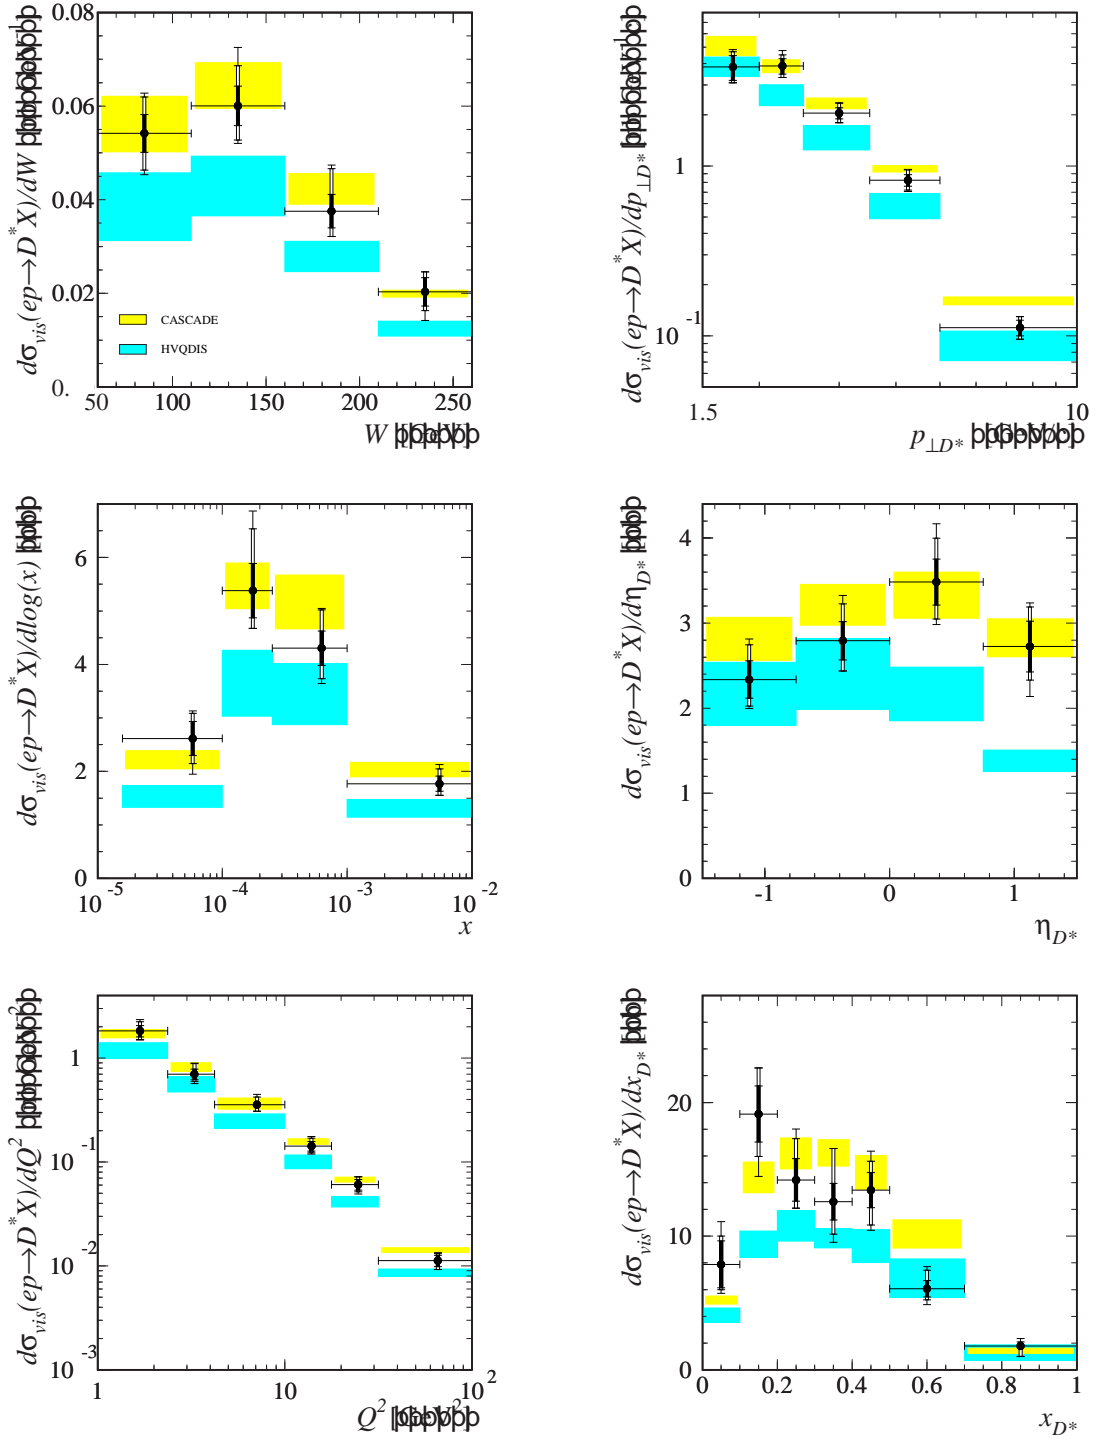 0.08
0.06
0.04
0.02
0.
dσvis(ep→D*X)/dW
CASCADE
HVQDIS
50 100 150 200 250
W
1
10-1
dσvis(ep→D*X)/dp⊥D*
1.5 10
p⊥D*
6
4
2
0
dσvis(ep→D*X)/dlog(x) [nb]
10-5 10-4 10-3 10-2
x
4
3
2
1
0
dσvis(ep→D*X)/dηD* [nb]
-1 0 1
ηD*
1
10-1
10-2
10-3
dσvis(ep→D*X)/dQ2
1 10 102
Q2
20
10
0
dσvis(ep→D*X)/dxD* [nb]
0 0.2 0.4 0.6 0.8 1
xD*